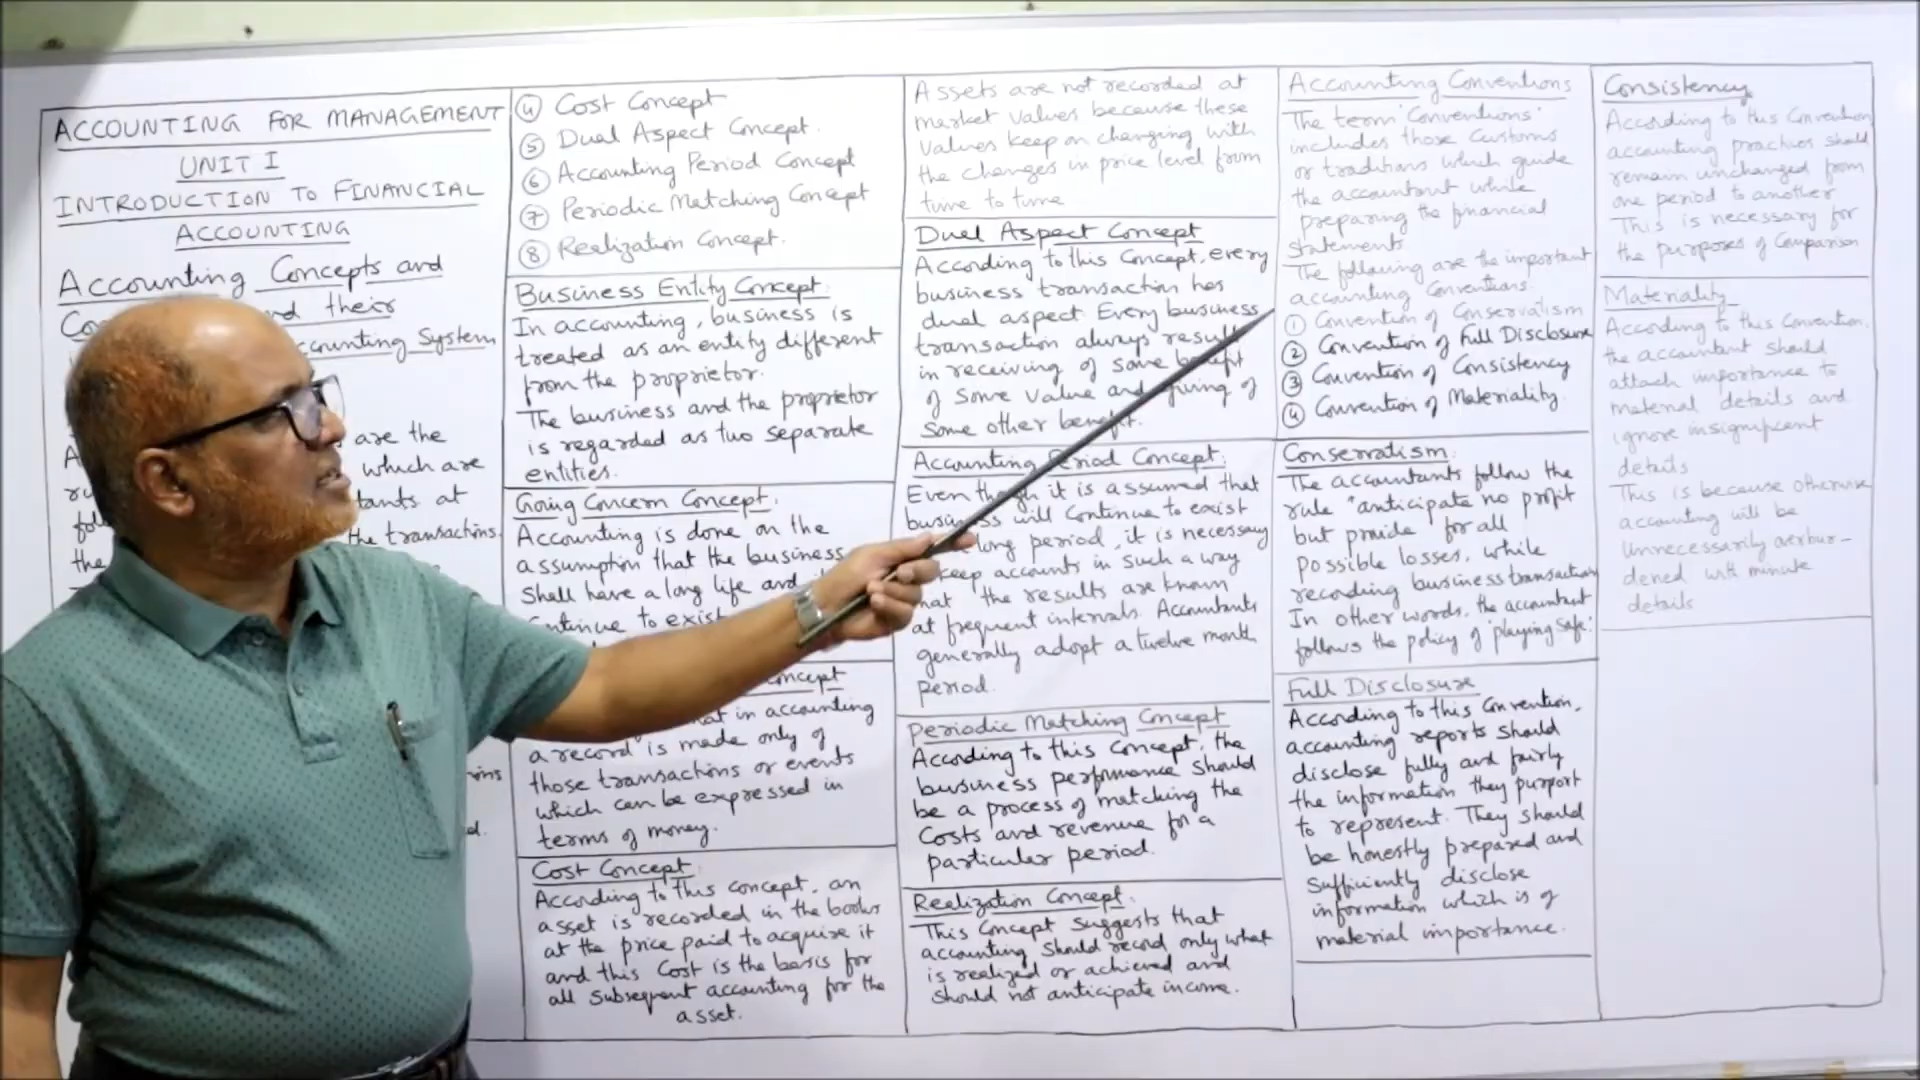 ACCOUNTING FOR MANAGEMENT
UNIT I
INTRODUCTION TO FINANCIAL
ACCOUNTING
Accounting Concepts and
and their
Accounting System
are the
which are
at
the transactions.
the
④ Cost Concept
⑤ Dual Aspect Concept.
⑥ Accounting Period Concept
⑦ Periodic Matching Concept
⑧ Realization Concept.
Business Entity Concept:
In accounting, business is
treated as an entity different
from the proprietor.
The business and the proprietor
is regarded as two separate
entities.
Going Concern Concept.
Accounting is done on the
assumption that the business
shall have a long life and
Continue to exist
Concept
in accounting
a record is made only of
those transactions or events
which can be expressed in
terms of money.
Cost Concept.
According to this concept, an
asset is recorded in the books
at the price paid to acquire it
and this Cost is the basis for
all subsequent accounting for the
asset.
Assets are not recorded at
market values because these
values keep on changing with
the changes in price level from
time to time
Dual Aspect Concept
According to this Concept, every
business transaction has
dual aspect. Every business
transaction always result
in receiving of some benefit
of some value and giving of
some other benefit.
Accounting Period Concept:
Even though it is assumed that
business will Continue to exist
long period, it is necessary
keep accounts in such a way
that the results are known
at frequent intervals. Accountants
generally adopt a twelve month
period.
Periodic Matching Concept
According to this Concept, the
business performance should
be a process of matching the
Costs and revenue for a
particular period.
Realization Concept.
This Concept suggests that
accounting should record only what
is realized or achieved and
should not anticipate income.
Accounting Conventions
The term "Conventions"
includes those Customs
or traditions which guide
the accountant while
preparing the financial
statements
The following are the important
accounting Conventions.
① Convention of Conservatism
② Convention of Full Disclosure
③ Convention of Consistency
④ Convention of Materiality.
Conservatism.
The accountants follow the
rule "anticipate no profit
but provide for all
possible losses, while
recording business transactions
In other words, the accountant
follows the policy of 'playing safe'.
Full Disclosure
According to this Convention,
accounting reports should
disclose fully and fairly
the information they purport
to represent. They should
be honestly prepared and
sufficiently disclose
information which is of
material importance.
Consistency
According to this Convention
accounting practices should
remain unchanged from
one period to another
This is necessary for
the purposes of Comparison
Materiality
According to this Convention,
the accountant should
attach importance to
material details and
ignore insignificent
details
This is because otherwise
accounting will be
unnecessarily overbur-
dened with minute
details